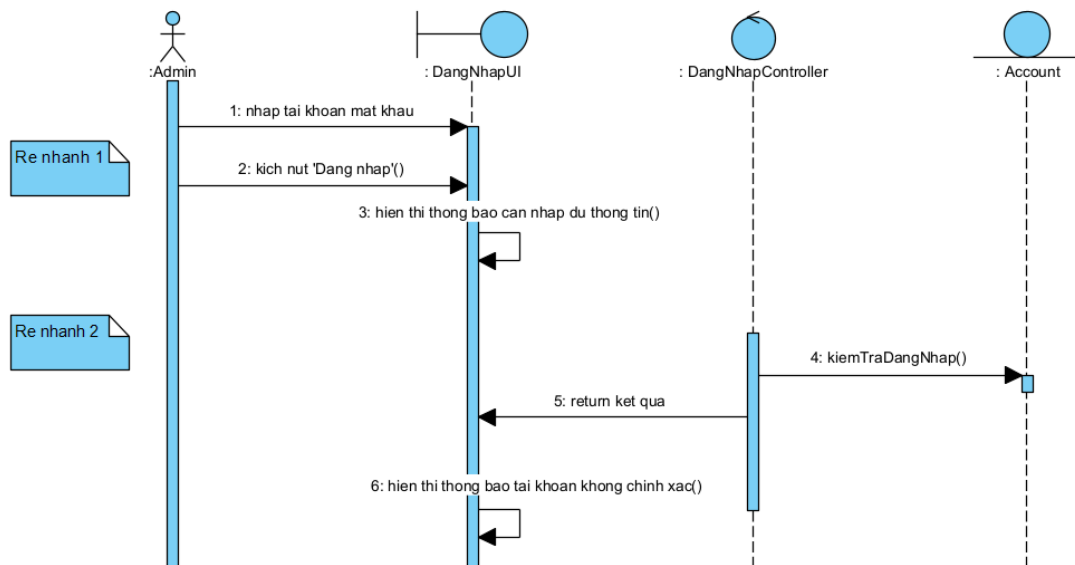 :Admin
: DangNhapUI
: DangNhapController
: Account
1: nhap tai khoan mat khau
Re nhanh 1
2: kich nut 'Dang nhap'()
3: hien thi thong bao can nhap du thong tin()
Re nhanh 2
4: kiemTraDangNhap()
5: return ket qua
6: hien thi thong bao tai khoan khong chinh xac()